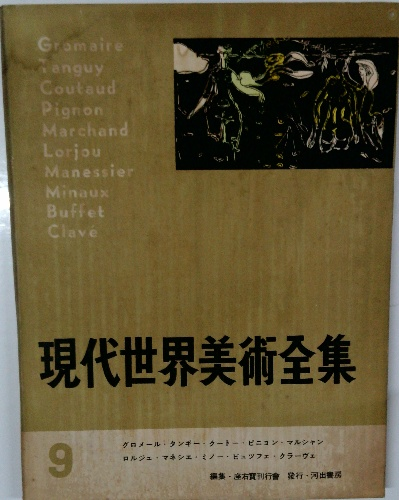 Gromaire
Tanguy
Coutaud
Pignon
Marchand
Lorjou
Manessier
Minaux
Buffet
Clavé
現代世界美術全集
9
グロメール・タンギー・クートー・ピニヨン・マルシャン
ロルジュ・マネシエ・ミノー・ビュッフェ・クラーヴェ
編集・座右寶刊行會 發行・河出書房